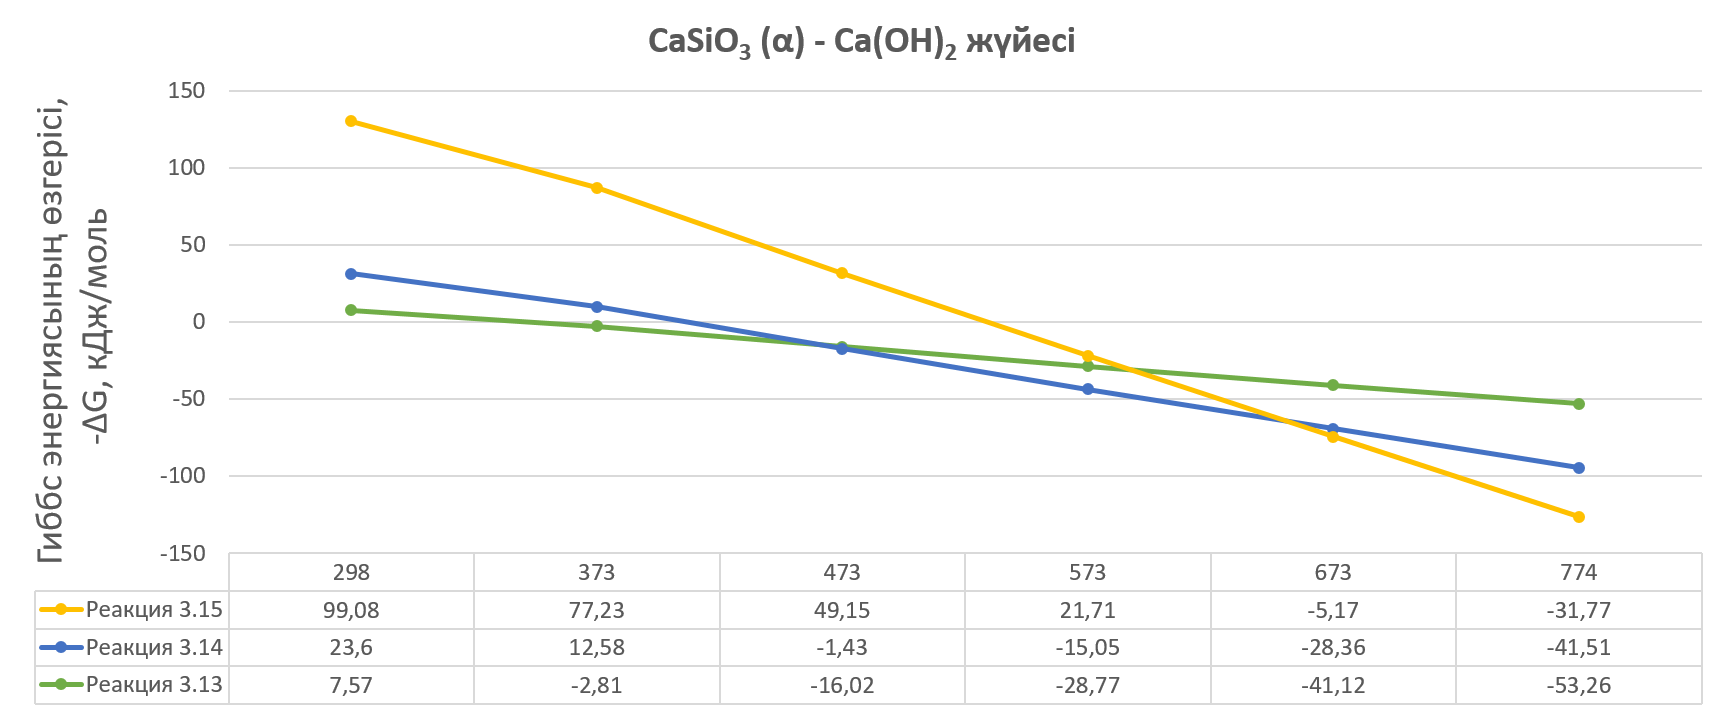 CaSiO₃ (α) - Ca(OH)₂ жүйесі
Гиббс энергиясының өзгерісі,
-ΔG, кДж/моль
150
100
50
0
-50
-100
-150
298 373 473 573 673 774
Реакция 3.15 99,08 77,23 49,15 21,71 -5,17 -31,77
Реакция 3.14 23,6 12,58 -1,43 -15,05 -28,36 -41,51
Реакция 3.13 7,57 -2,81 -16,02 -28,77 -41,12 -53,26